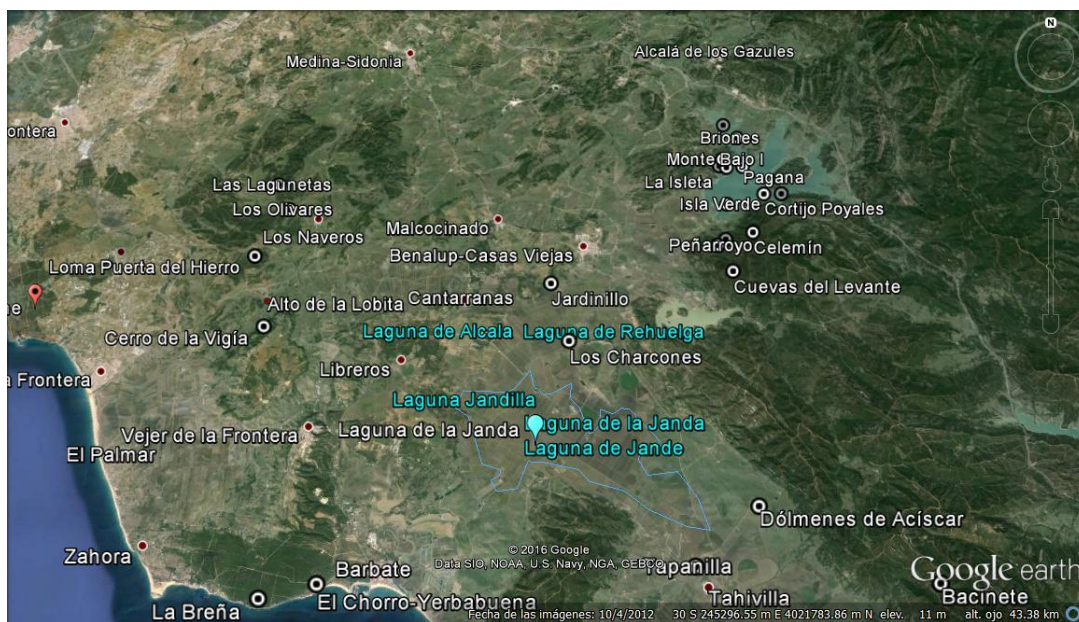 N
Medina-Sidonia
Alcalá de los Gazules
ontera
Briones
Monte Bajo I
Pagana
La Isleta
Las Lagunetas
Isla Verde
Cortijo Poyales
Los Olivares
Malcocinado
Los Naveros
Peñarroyo
Celemín
Benalup-Casas Viejas
Loma Puerta del Hierro
Cuevas del Levante
Jardinillo
Alto de la Lobita
Cantarranas
ne
Laguna de Alcala
Laguna de Rehuelga
Cerro de la Vigía
Los Charcones
Libreros
a Frontera
Laguna Jandilla
Laguna de la Janda
Laguna de la Janda
Vejer de la Frontera
Laguna de Jande
El Palmar
Dólmenes de Acíscar
© 2016 Google
Data SIO, NOAA, U.S. Navy, NGA, GEBCO
Zahora
Tapanilla
Barbate
Google earth
El Chorro-Yerbabuena
Tahivilla
Bacinete
La Breña
Fecha de las imágenes: 10/4/2012 30 S 245296.55 m E 4021783.86 m N elev. 11 m alt. ojo 43.38 km